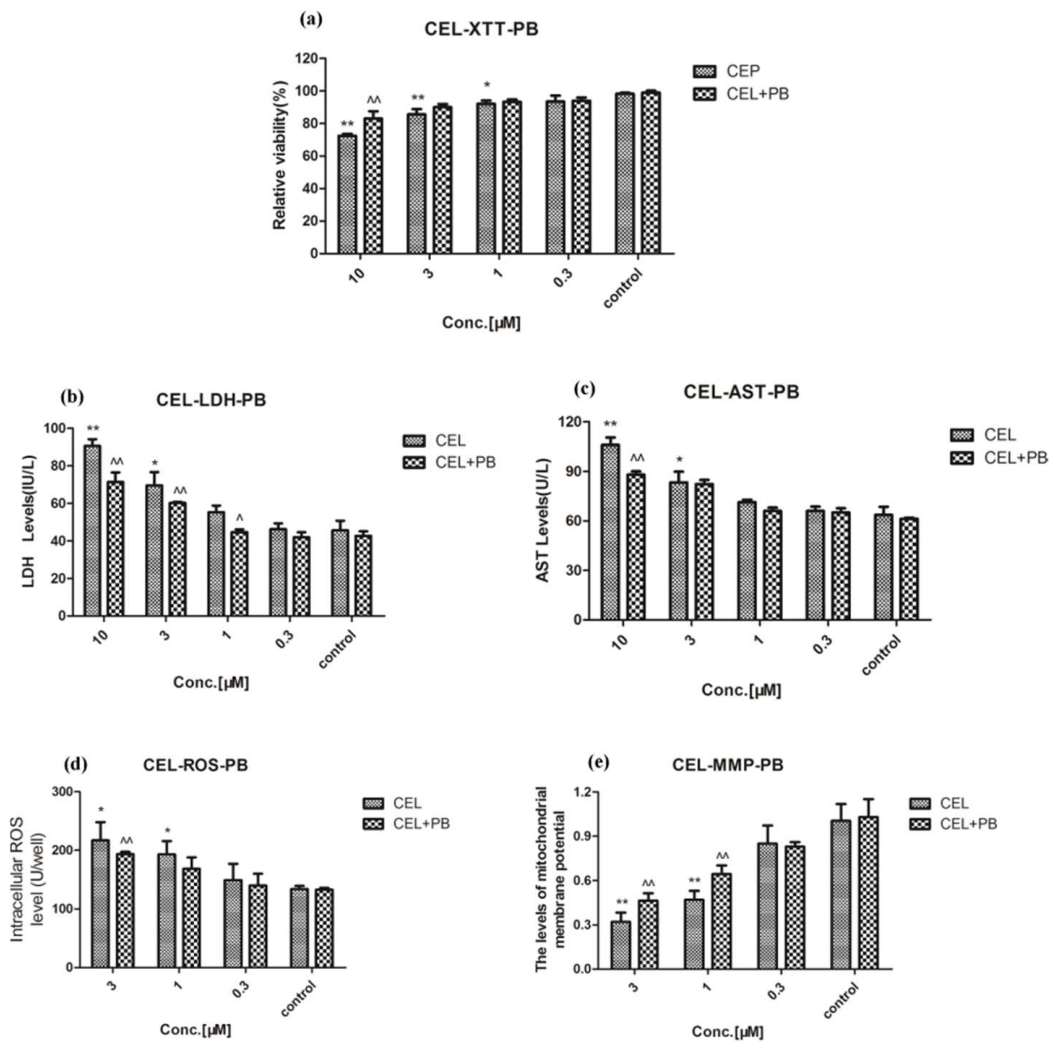 (a)
CEL-XTT-PB
Relative viability(%)
120
100
80
60
40
20
0
** ^^ ** *
10 3 1 0.3 control
Conc.[µM]
CEP
CEL+PB
(b)
CEL-LDH-PB
LDH Levels(IU/L)
100
80
60
40
20
0
** ^^ * ^^ ^
10 3 1 0.3 control
Conc.[µM]
CEL
CEL+PB
(c)
CEL-AST-PB
AST Levels(U/L)
120
90
60
30
0
** ^^ *
10 3 1 0.3 control
Conc.[µM]
CEL
CEL+PB
(d)
CEL-ROS-PB
Intracellular ROS
level (U/well)
300
200
100
0
* ^^ *
3 1 0.3 control
Conc.[µM]
CEL
CEL+PB
(e)
CEL-MMP-PB
The levels of mitochondrial
membrane potential
1.2
0.9
0.6
0.3
0.0
** ^^ ** ^^
3 1 0.3 control
Conc.[µM]
CEL
CEL+PB